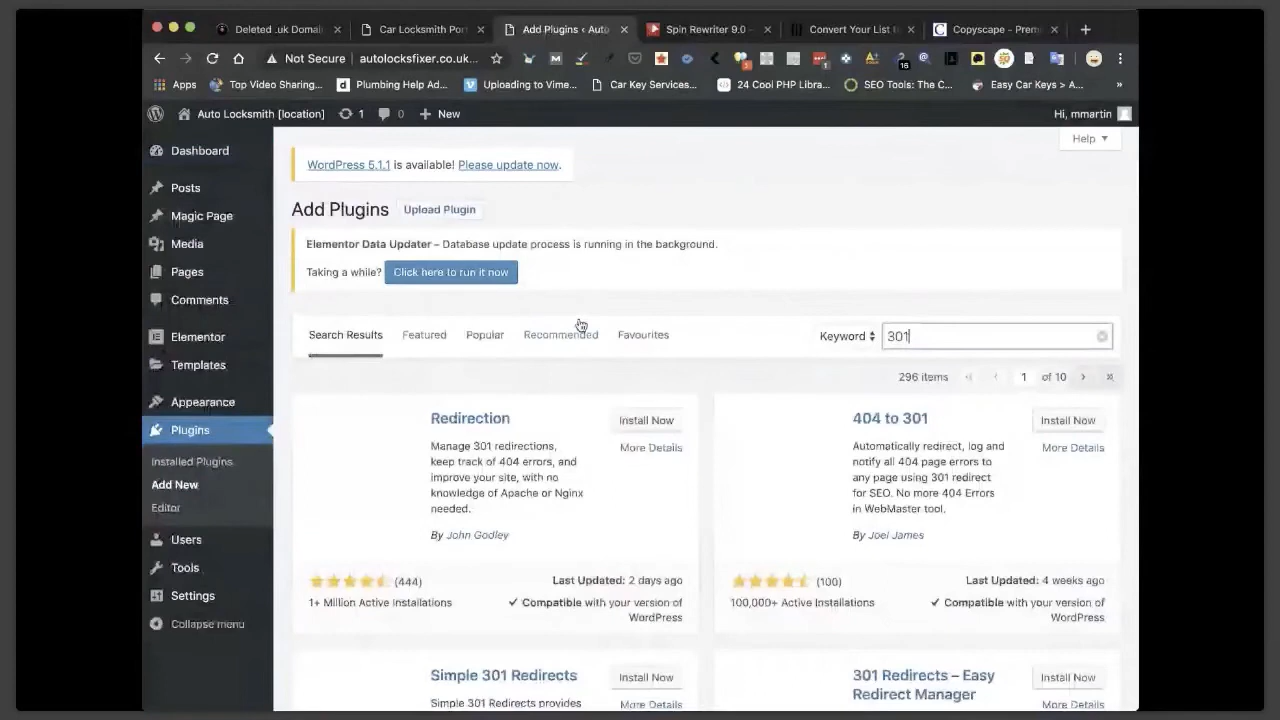 Deleted .uk Domai
Car Locksmith Port
Add Plugins ‹ Auto
Spin Rewriter 9.0 -
Convert Your List
Copyscape - Prem
Not Secure
autolocksfixer.co.uk...
16
Apps
Top Video Sharing...
Plumbing Help Ad...
Uploading to Vime...
Car Key Services...
24 Cool PHP Libra...
SEO Tools: The C...
Easy Car Keys > A...
»
Auto Locksmith [location]
1
0
New
Hi, mmartin
Dashboard
Posts
Magic Page
Media
Pages
Comments
Elementor
Templates
Appearance
Plugins
Installed Plugins
Add New
Editor
Users
Tools
Settings
Collapse menu
Help
WordPress 5.1.1 is available! Please update now.
Add Plugins
Upload Plugin
Elementor Data Updater – Database update process is running in the background.
Taking a while? Click here to run it now
Search Results
Featured
Popular
Recommended
Favourites
Keyword
301
296 items
«
‹
1
of 10
›
»
Redirection
Install Now
More Details
Manage 301 redirections,
keep track of 404 errors, and
improve your site, with no
knowledge of Apache or Nginx
needed.
By John Godley
(444)
1+ Million Active Installations
Last Updated: 2 days ago
Compatible with your version of
WordPress
404 to 301
Install Now
More Details
Automatically redirect, log and
notify all 404 page errors to
any page using 301 redirect
for SEO. No more 404 Errors
in WebMaster tool.
By Joel James
(100)
100,000+ Active Installations
Last Updated: 4 weeks ago
Compatible with your version of
WordPress
Simple 301 Redirects
Install Now
More Details
Simple 301 Redirects provides
301 Redirects – Easy
Redirect Manager
Install Now
More Details